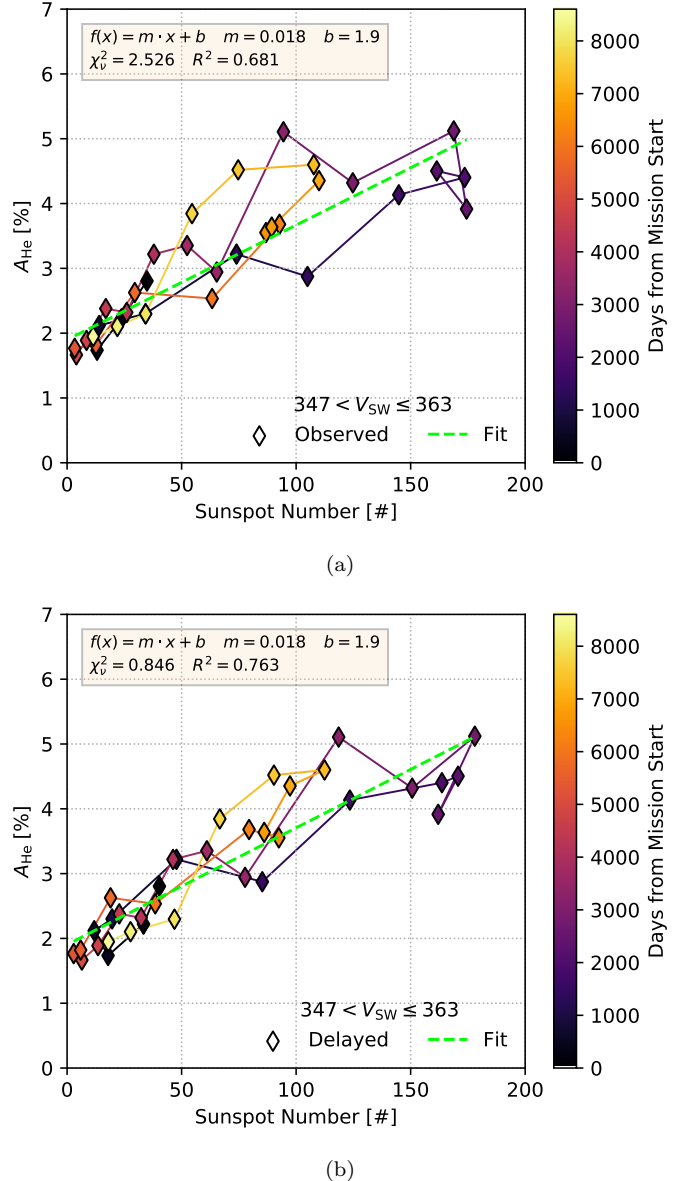 (a)
7
6
5
4
3
2
1
0
A_He [%]
f(x) = m · x + b m = 0.018 b = 1.9
χ²_ν = 2.526 R² = 0.681
347 < V_SW ≤ 363
Observed Fit
0 50 100 150 200
Sunspot Number [#]
8000
7000
6000
5000
4000
3000
2000
1000
0
Days from Mission Start
7
6
5
4
3
2
1
0
A_He [%]
f(x) = m · x + b m = 0.018 b = 1.9
χ²_ν = 0.846 R² = 0.763
347 < V_SW ≤ 363
Delayed Fit
0 50 100 150 200
Sunspot Number [#]
8000
7000
6000
5000
4000
3000
2000
1000
0
Days from Mission Start
(b)